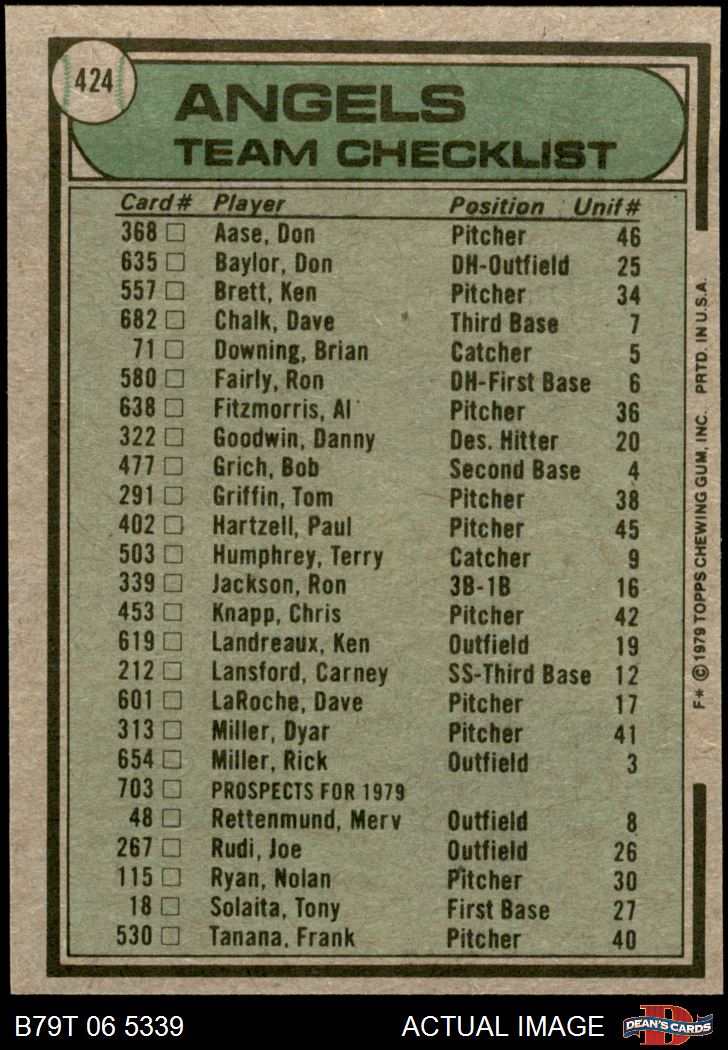 424
ANGELS
TEAM CHECKLIST
Card# Player Position Unif#
368 Aase, Don Pitcher 46
635 Baylor, Don DH-Outfield 25
557 Brett, Ken Pitcher 34
682 Chalk, Dave Third Base 7
71 Downing, Brian Catcher 5
580 Fairly, Ron DH-First Base 6
638 Fitzmorris, Al Pitcher 36
322 Goodwin, Danny Des. Hitter 20
477 Grich, Bob Second Base 4
291 Griffin, Tom Pitcher 38
402 Hartzell, Paul Pitcher 45
503 Humphrey, Terry Catcher 9
339 Jackson, Ron 3B-1B 16
453 Knapp, Chris Pitcher 42
619 Landreaux, Ken Outfield 19
212 Lansford, Carney SS-Third Base 12
601 LaRoche, Dave Pitcher 17
313 Miller, Dyar Pitcher 41
654 Miller, Rick Outfield 3
703 PROSPECTS FOR 1979
48 Rettenmund, Merv Outfield 8
267 Rudi, Joe Outfield 26
115 Ryan, Nolan Pitcher 30
18 Solaita, Tony First Base 27
530 Tanana, Frank Pitcher 40
F* © 1979 TOPPS CHEWING GUM, INC. PRTD. IN U.S.A.
B79T 06 5339 ACTUAL IMAGE
DEAN'S CARDS